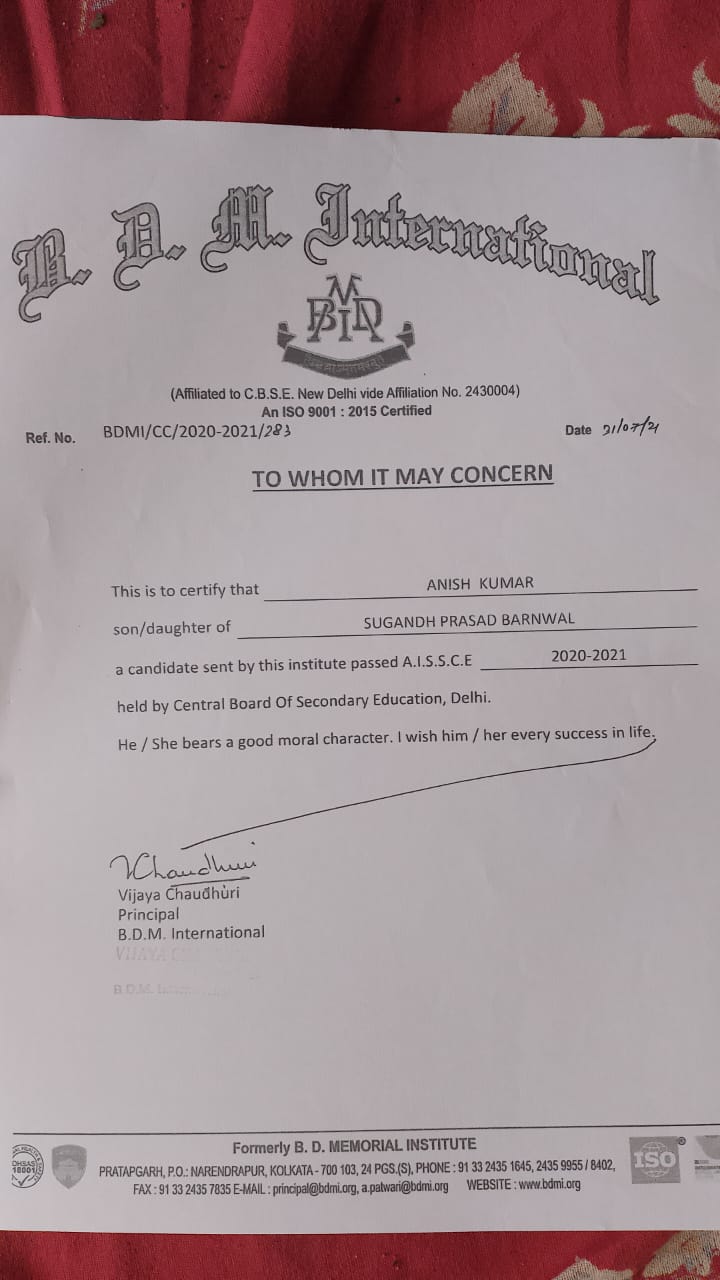 B. D. M. International
BDMI
(Affiliated to C.B.S.E. New Delhi vide Affiliation No. 2430004)
An ISO 9001 : 2015 Certified
Ref. No. BDMI/CC/2020-2021/283 Date 31/07/21
TO WHOM IT MAY CONCERN
This is to certify that ANISH KUMAR
son/daughter of SUGANDH PRASAD BARNWAL
a candidate sent by this institute passed A.I.S.S.C.E 2020-2021
held by Central Board Of Secondary Education, Delhi.
He / She bears a good moral character. I wish him / her every success in life.
VChaudhuri
Vijaya Chaudhuri
Principal
B.D.M. International
VIJAYA
B.D.M.
Formerly B. D. MEMORIAL INSTITUTE
PRATAPGARH, P.O.: NARENDRAPUR, KOLKATA - 700 103, 24 PGS.(S), PHONE : 91 33 2435 1645, 2435 9955 / 8402,
FAX : 91 33 2435 7835 E-MAIL : principal@bdmi.org, a.patwari@bdmi.org WEBSITE : www.bdmi.org
OHSAS
18001
ISO